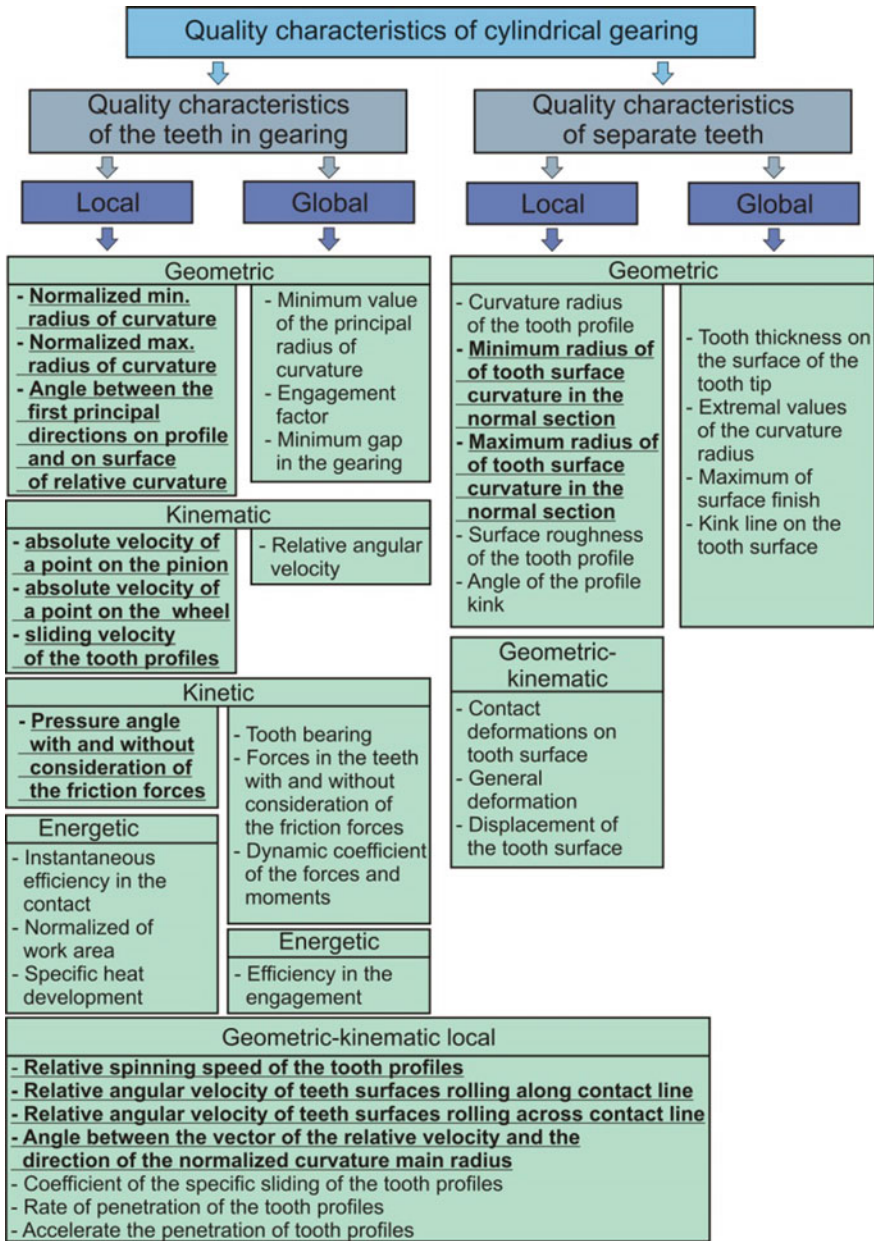 Quality characteristics of cylindrical gearing
Quality characteristics
of the teeth in gearing
Quality characteristics
of separate teeth
Local
Global
Local
Global
Geometric
- Normalized min.
radius of curvature
- Normalized max.
radius of curvature
- Angle between the
first principal
directions on profile
and on surface
of relative curvature
- Minimum value
of the principal
radius of
curvature
- Engagement
factor
- Minimum gap
in the gearing
Kinematic
- absolute velocity of
a point on the pinion
- absolute velocity of
a point on the wheel
- sliding velocity
of the tooth profiles
- Relative angular
velocity
Kinetic
- Pressure angle
with and without
consideration of
the friction forces
- Tooth bearing
- Forces in the teeth
with and without
consideration of
the friction forces
- Dynamic coefficient
of the forces and
moments
Energetic
- Instantaneous
efficiency in the
contact
- Normalized of
work area
- Specific heat
development
Energetic
- Efficiency in the
engagement
Geometric
- Curvature radius
of the tooth profile
- Minimum radius of
of tooth surface
curvature in the
normal section
- Maximum radius of
of tooth surface
curvature in the
normal section
- Surface roughness
of the tooth profile
- Angle of the profile
kink
- Tooth thickness on
the surface of the
tooth tip
- Extremal values
of the curvature
radius
- Maximum of
surface finish
- Kink line on the
tooth surface
Geometric-
kinematic
- Contact
deformations on
tooth surface
- General
deformation
- Displacement of
the tooth surface
Geometric-kinematic local
- Relative spinning speed of the tooth profiles
- Relative angular velocity of teeth surfaces rolling along contact line
- Relative angular velocity of teeth surfaces rolling across contact line
- Angle between the vector of the relative velocity and the
direction of the normalized curvature main radius
- Coefficient of the specific sliding of the tooth profiles
- Rate of penetration of the tooth profiles
- Accelerate the penetration of tooth profiles